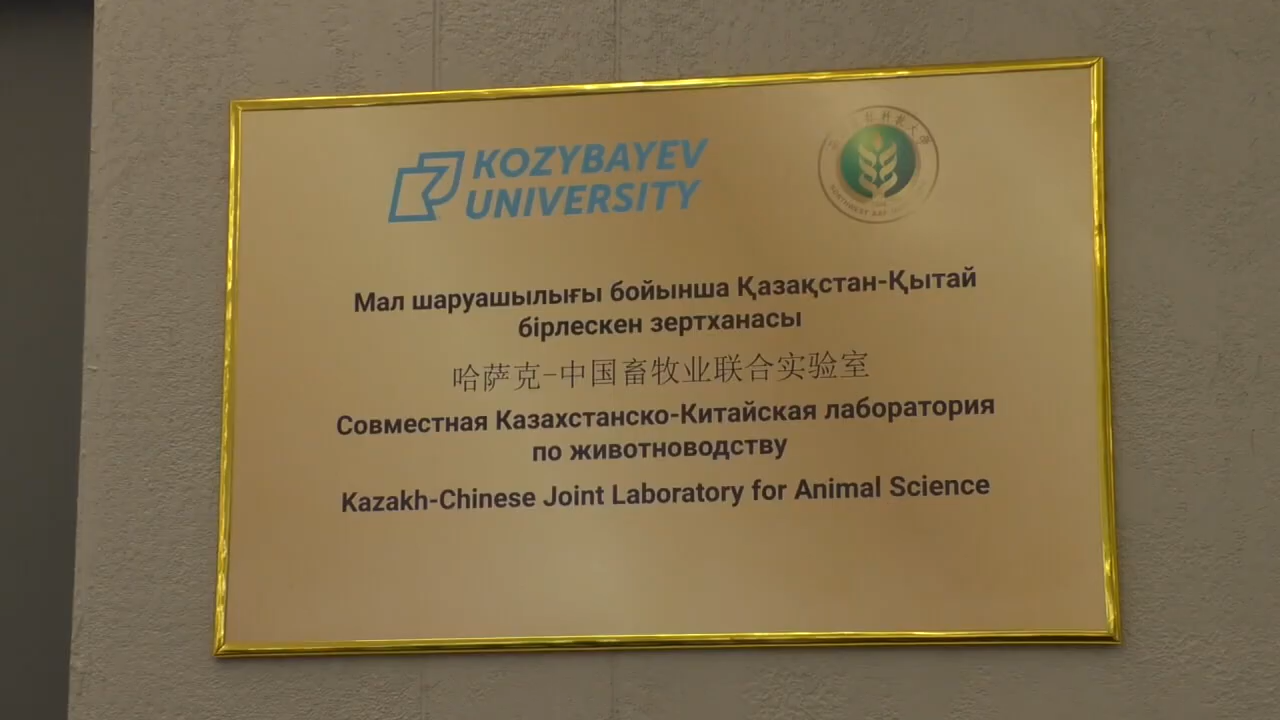 KOZYBAYEV
UNIVERSITY
Мал шаруашылығы бойынша Қазақстан-Қытай
бірлескен зертханасы
哈萨克-中国畜牧业联合实验室
Совместная Казахстанско-Китайская лаборатория
по животноводству
Kazakh-Chinese Joint Laboratory for Animal Science